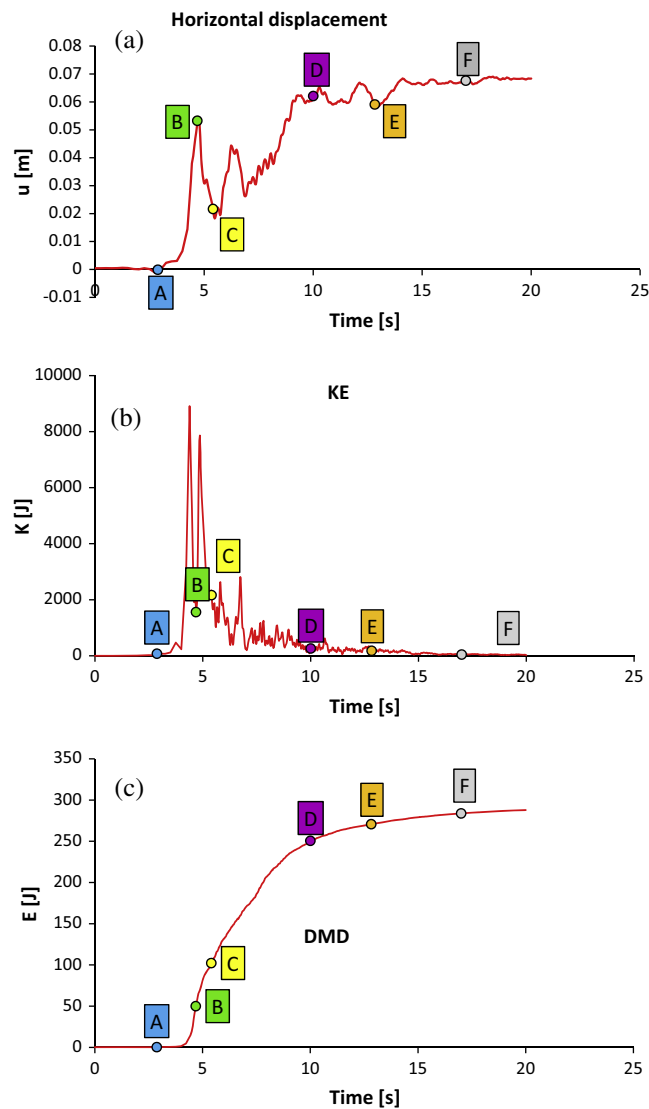 Horizontal displacement
(a)
u [m]
0.08
0.07
0.06
0.05
0.04
0.03
0.02
0.01
0
-0.01
0.00 5 10 15 20 25
Time [s]
A
B
C
D
E
F
KE
(b)
K [J]
10000
8000
6000
4000
2000
0
0 5 10 15 20 25
Time [s]
A
B
C
D
E
F
(c)
E [J]
350
300
250
200
150
100
50
0
0 5 10 15 20 25
Time [s]
DMD
A
B
C
D
E
F